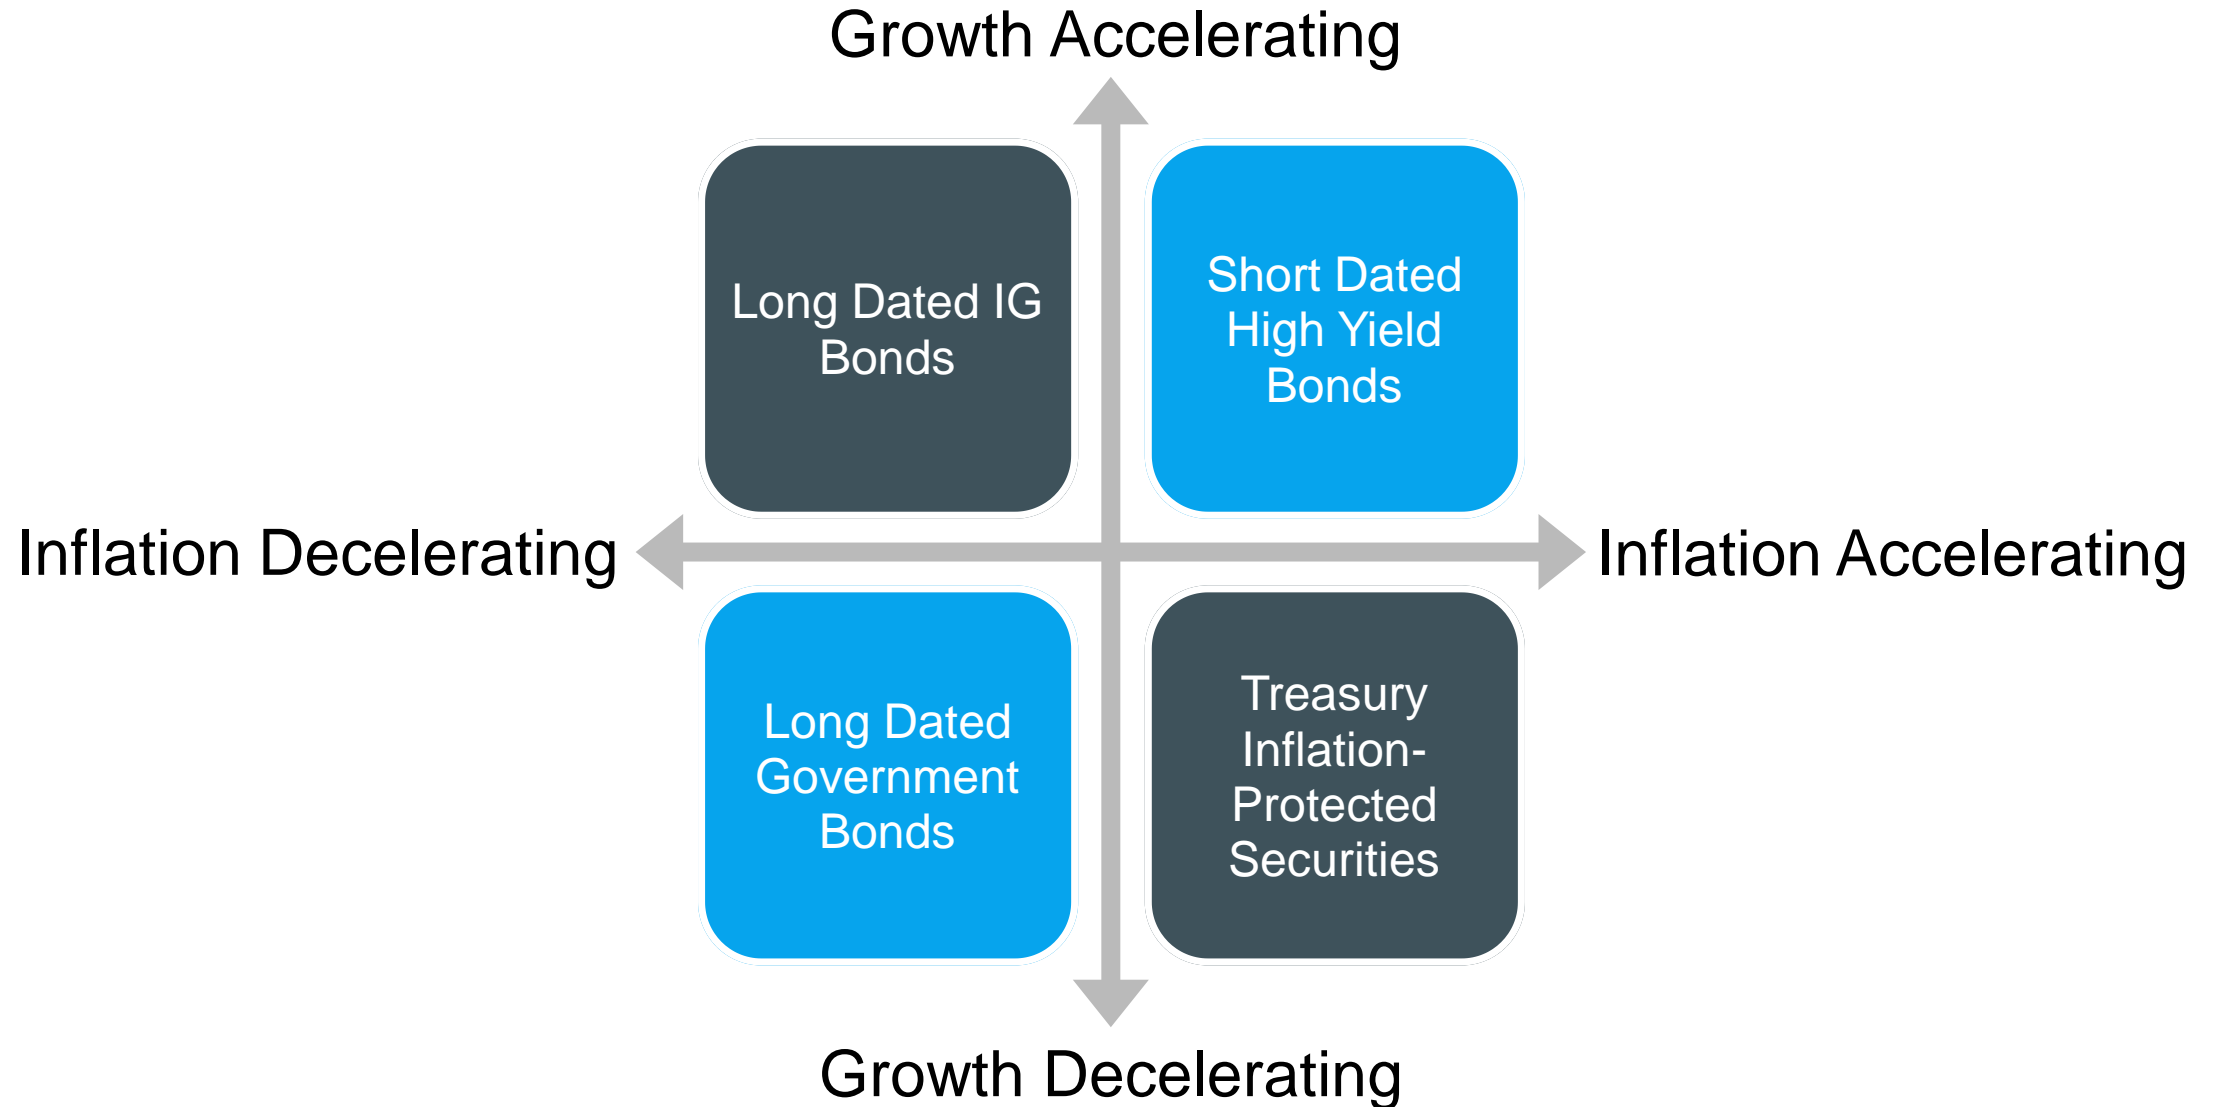 Growth Accelerating
Long Dated IG
Bonds
Short Dated
High Yield
Bonds
Inflation Decelerating
Inflation Accelerating
Long Dated
Government
Bonds
Treasury
Inflation-
Protected
Securities
Growth Decelerating